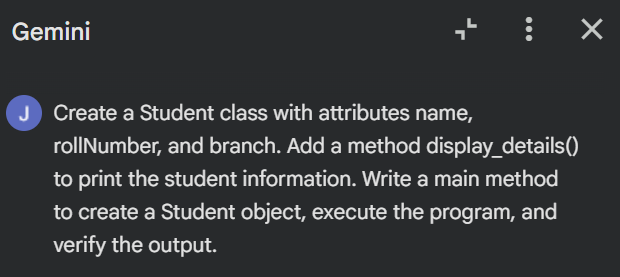 Gemini
J
Create a Student class with attributes name,
rollNumber, and branch. Add a method display_details()
to print the student information. Write a main method
to create a Student object, execute the program, and
verify the output.